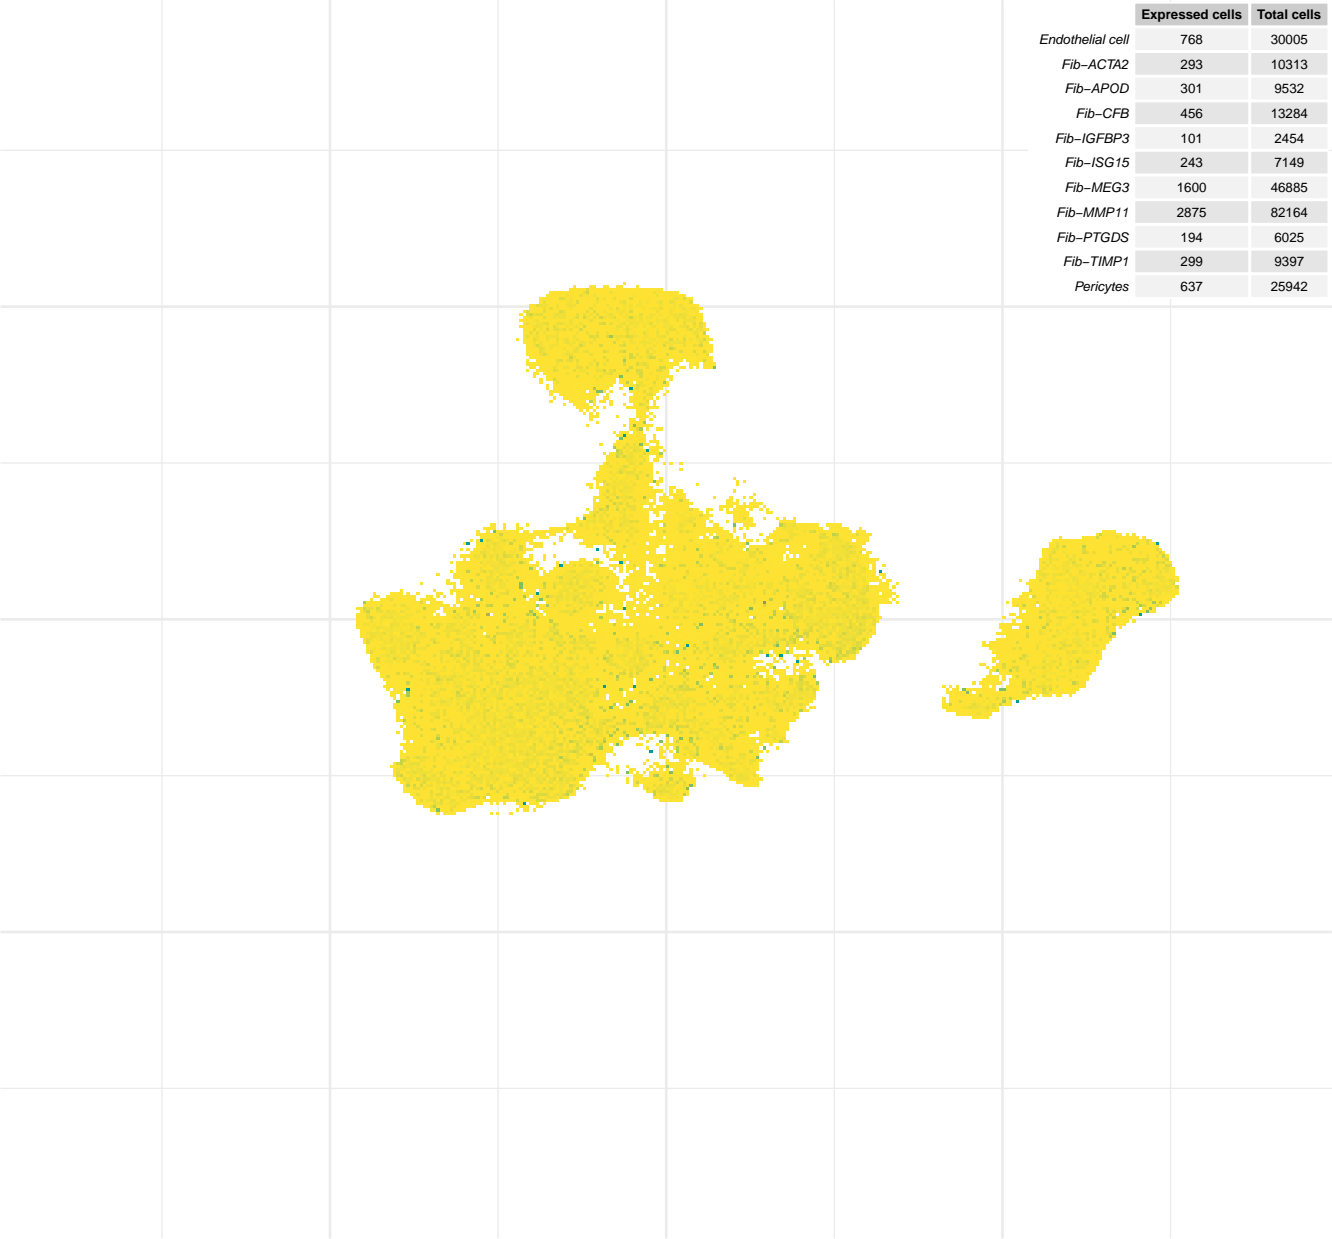 Expressed cells Total cells
Endothelial cell 768 30005
Fib−ACTA2 293 10313
Fib−APOD 301 9532
Fib−CFB 456 13284
Fib−IGFBP3 101 2454
Fib−ISG15 243 7149
Fib−MEG3 1600 46885
Fib−MMP11 2875 82164
Fib−PTGDS 194 6025
Fib−TIMP1 299 9397
Pericytes 637 25942